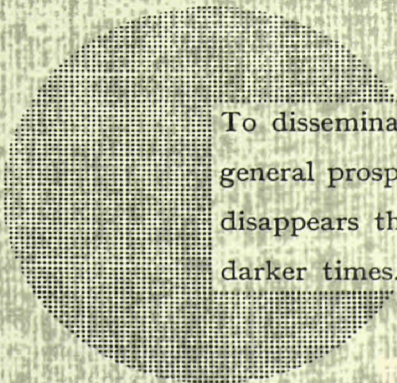 To dissemina
general prosp
disappears th
darker times.